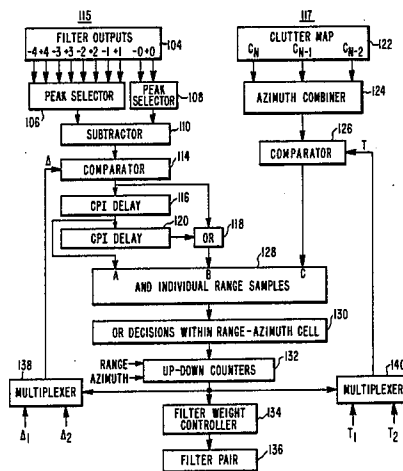 115
117
FILTER OUTPUTS
-4 +4 -3 +3 -2 +2 -1 +1 -0 +0
104
CLUTTER MAP
C_N C_N-1 C_N-2
122
PEAK SELECTOR
106
PEAK SELECTOR
108
AZIMUTH COMBINER
124
SUBTRACTOR
110
COMPARATOR
126
T
Δ
COMPARATOR
114
CPI DELAY
116
CPI DELAY
120
OR
118
A B C
128
AND INDIVIDUAL RANGE SAMPLES
OR DECISIONS WITHIN RANGE-AZIMUTH CELL
130
RANGE
AZIMUTH
UP-DOWN COUNTERS
132
138
MULTIPLEXER
Δ1 Δ2
140
MULTIPLEXER
T1 T2
FILTER WEIGHT CONTROLLER
134
FILTER PAIR
136